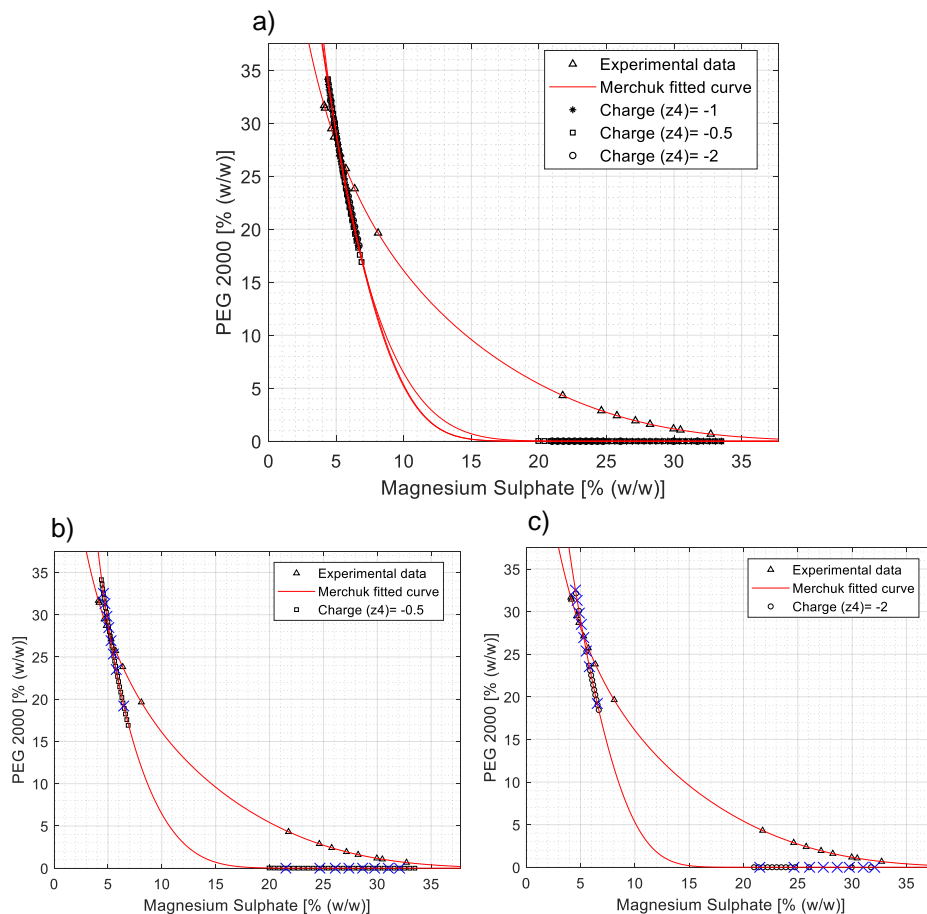 a)
35
30
25
20
15
10
5
0
PEG 2000 [% (w/w)]
Experimental data
Merchuk fitted curve
Charge (z4)= -1
Charge (z4)= -0.5
Charge (z4)= -2
0 5 10 15 20 25 30 35
Magnesium Sulphate [% (w/w)]
b)
35
30
25
20
15
10
5
0
PEG 2000 [% (w/w)]
Experimental data
Merchuk fitted curve
Charge (z4)= -0.5
0 5 10 15 20 25 30 35
Magnesium Sulphate [% (w/w)]
c)
35
30
25
20
15
10
5
0
PEG 2000 [% (w/w)]
Experimental data
Merchuk fitted curve
Charge (z4)= -2
0 5 10 15 20 25 30 35
Magnesium Sulphate [% (w/w)]